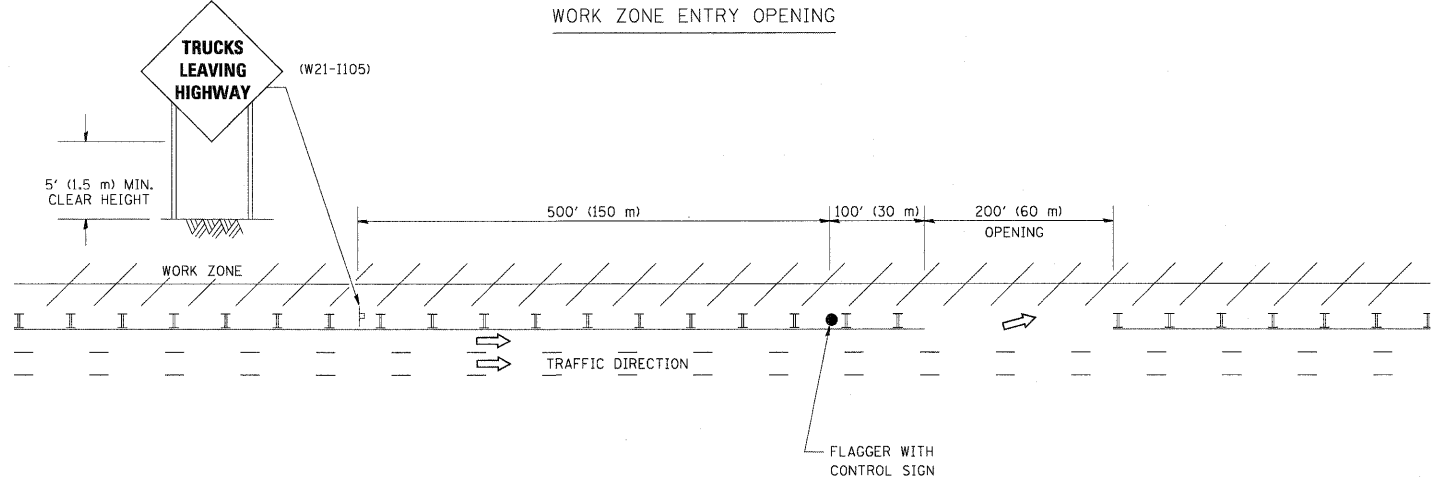 WORK ZONE ENTRY OPENING
TRUCKS
LEAVING
HIGHWAY
(W21-I105)
5' (1.5 m) MIN.
CLEAR HEIGHT
500' (150 m)
100' (30 m)
200' (60 m)
OPENING
WORK ZONE
TRAFFIC DIRECTION
FLAGGER WITH
CONTROL SIGN